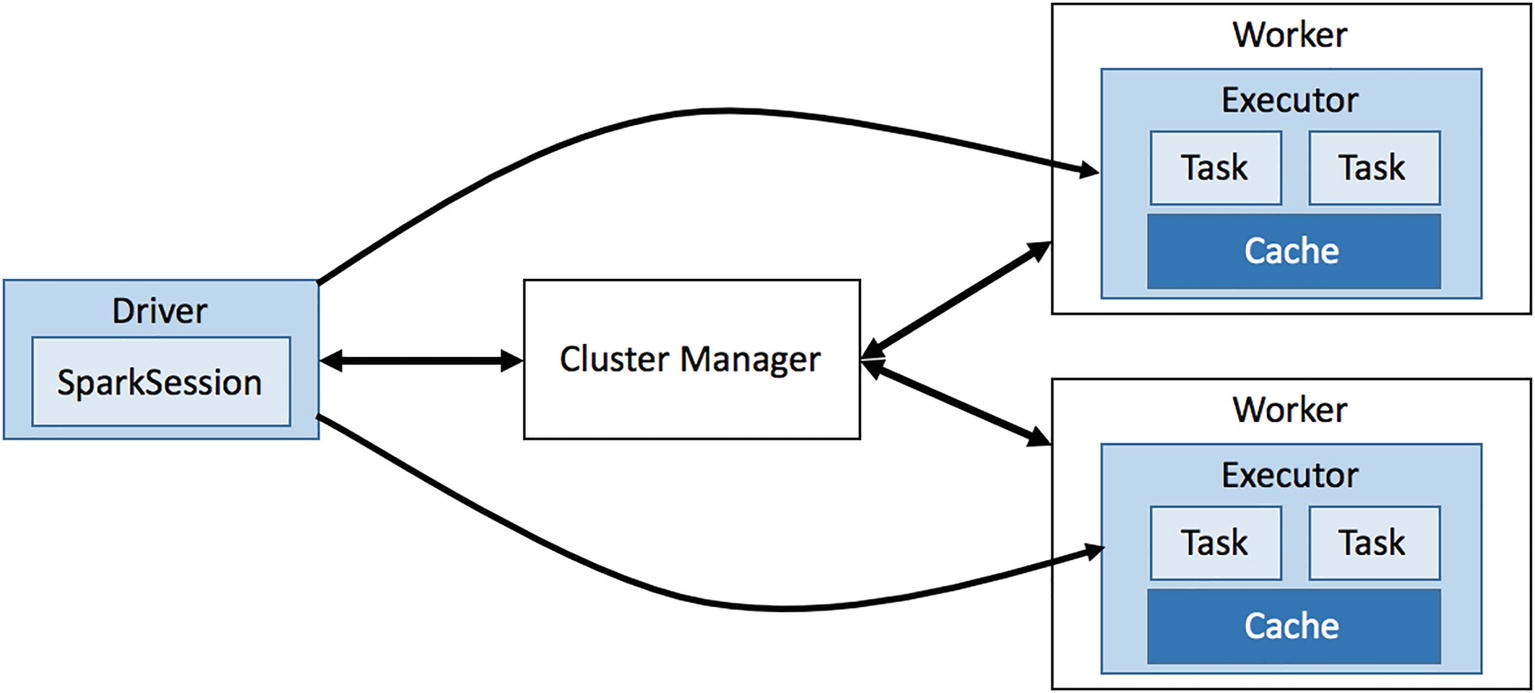 Driver
SparkSession
Cluster Manager
Worker
Executor
Task Task
Cache
Worker
Executor
Task Task
Cache